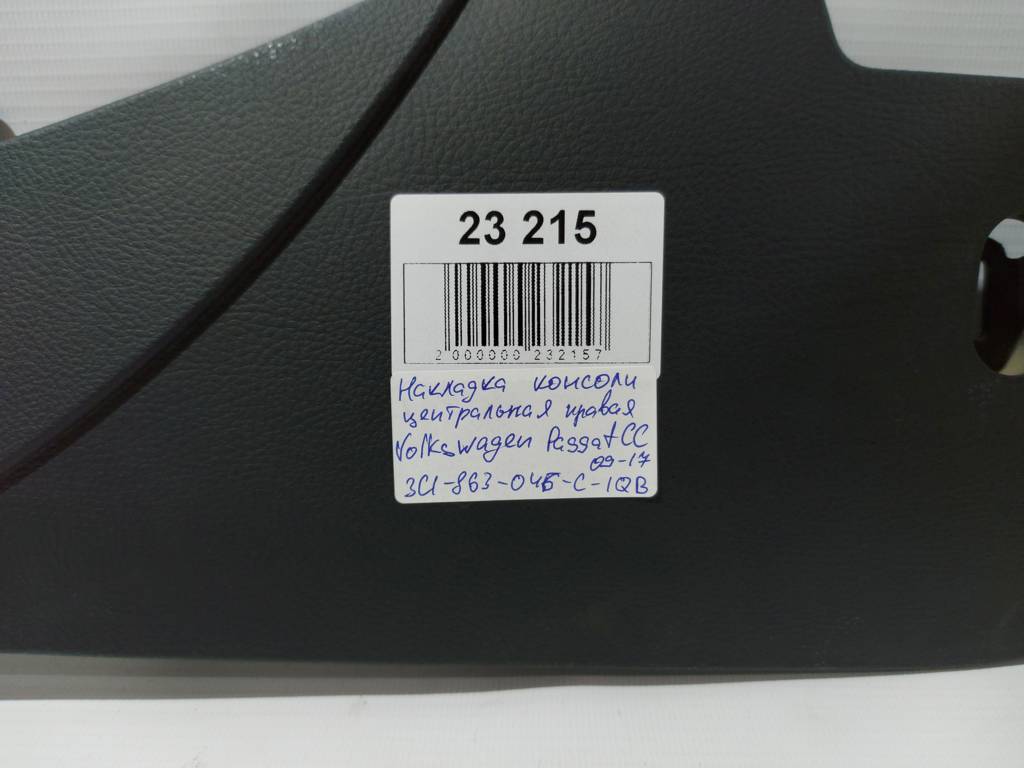 23 215
2 000000 232157
Накладка консоли
центральная правая
Volkswagen Passat CC
09-17
3C1-863-046-C-1QB